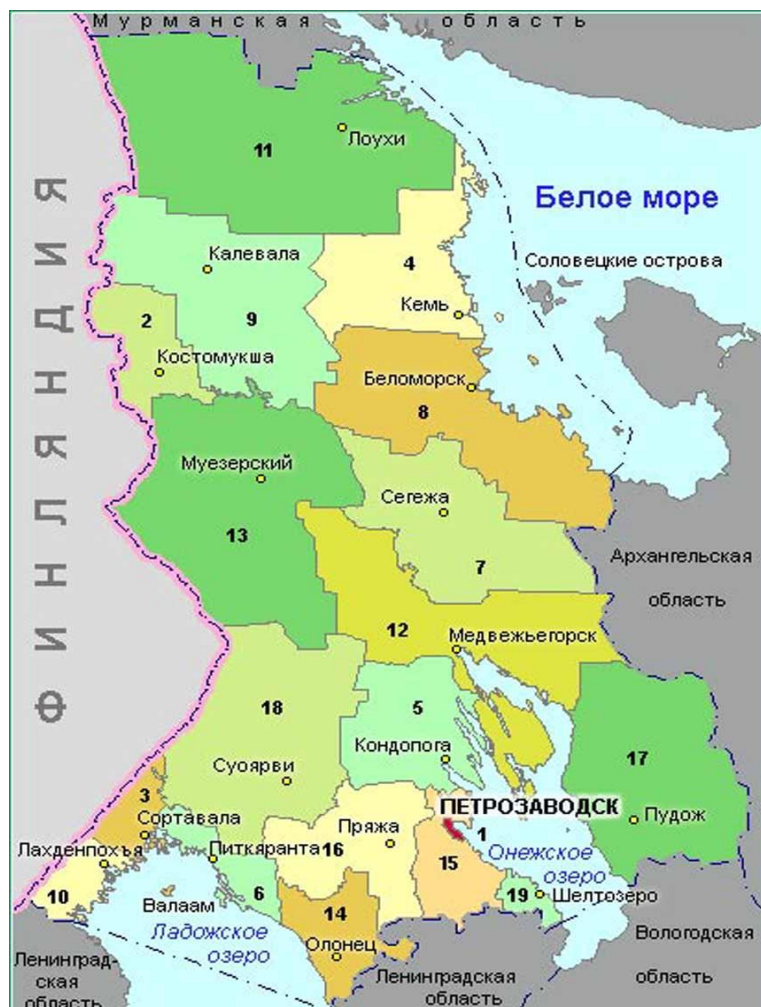 Мурманская область
11
Лоухи
Белое море
Калевала
4
Соловецкие острова
Кемь
2
9
Костомукша
Беломорск
8
ФИНЛЯНДИЯ
Муезерский
Сегежа
13
7
Архангельская
область
12
Медвежьегорск
18
5
17
Кондопога
Суоярви
3
ПЕТРОЗАВОДСК
Сортавала
Пряжа
1
Пудож
Лахденпохья
Питкяранта
16
15
Онежское
озеро
10
6
19
Шелтозеро
Валаам
14
Ладожское
озеро
Олонец
Вологодская
область
Ленинград-
ская
область
Ленинградская
область